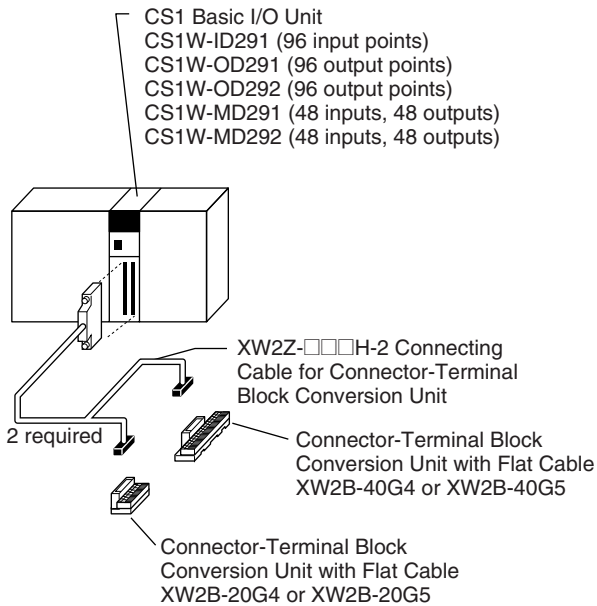 CS1 Basic I/O Unit
CS1W-ID291 (96 input points)
CS1W-OD291 (96 output points)
CS1W-OD292 (96 output points)
CS1W-MD291 (48 inputs, 48 outputs)
CS1W-MD292 (48 inputs, 48 outputs)
XW2Z-□□□H-2 Connecting
Cable for Connector-Terminal
Block Conversion Unit
2 required
Connector-Terminal Block
Conversion Unit with Flat Cable
XW2B-40G4 or XW2B-40G5
Connector-Terminal Block
Conversion Unit with Flat Cable
XW2B-20G4 or XW2B-20G5